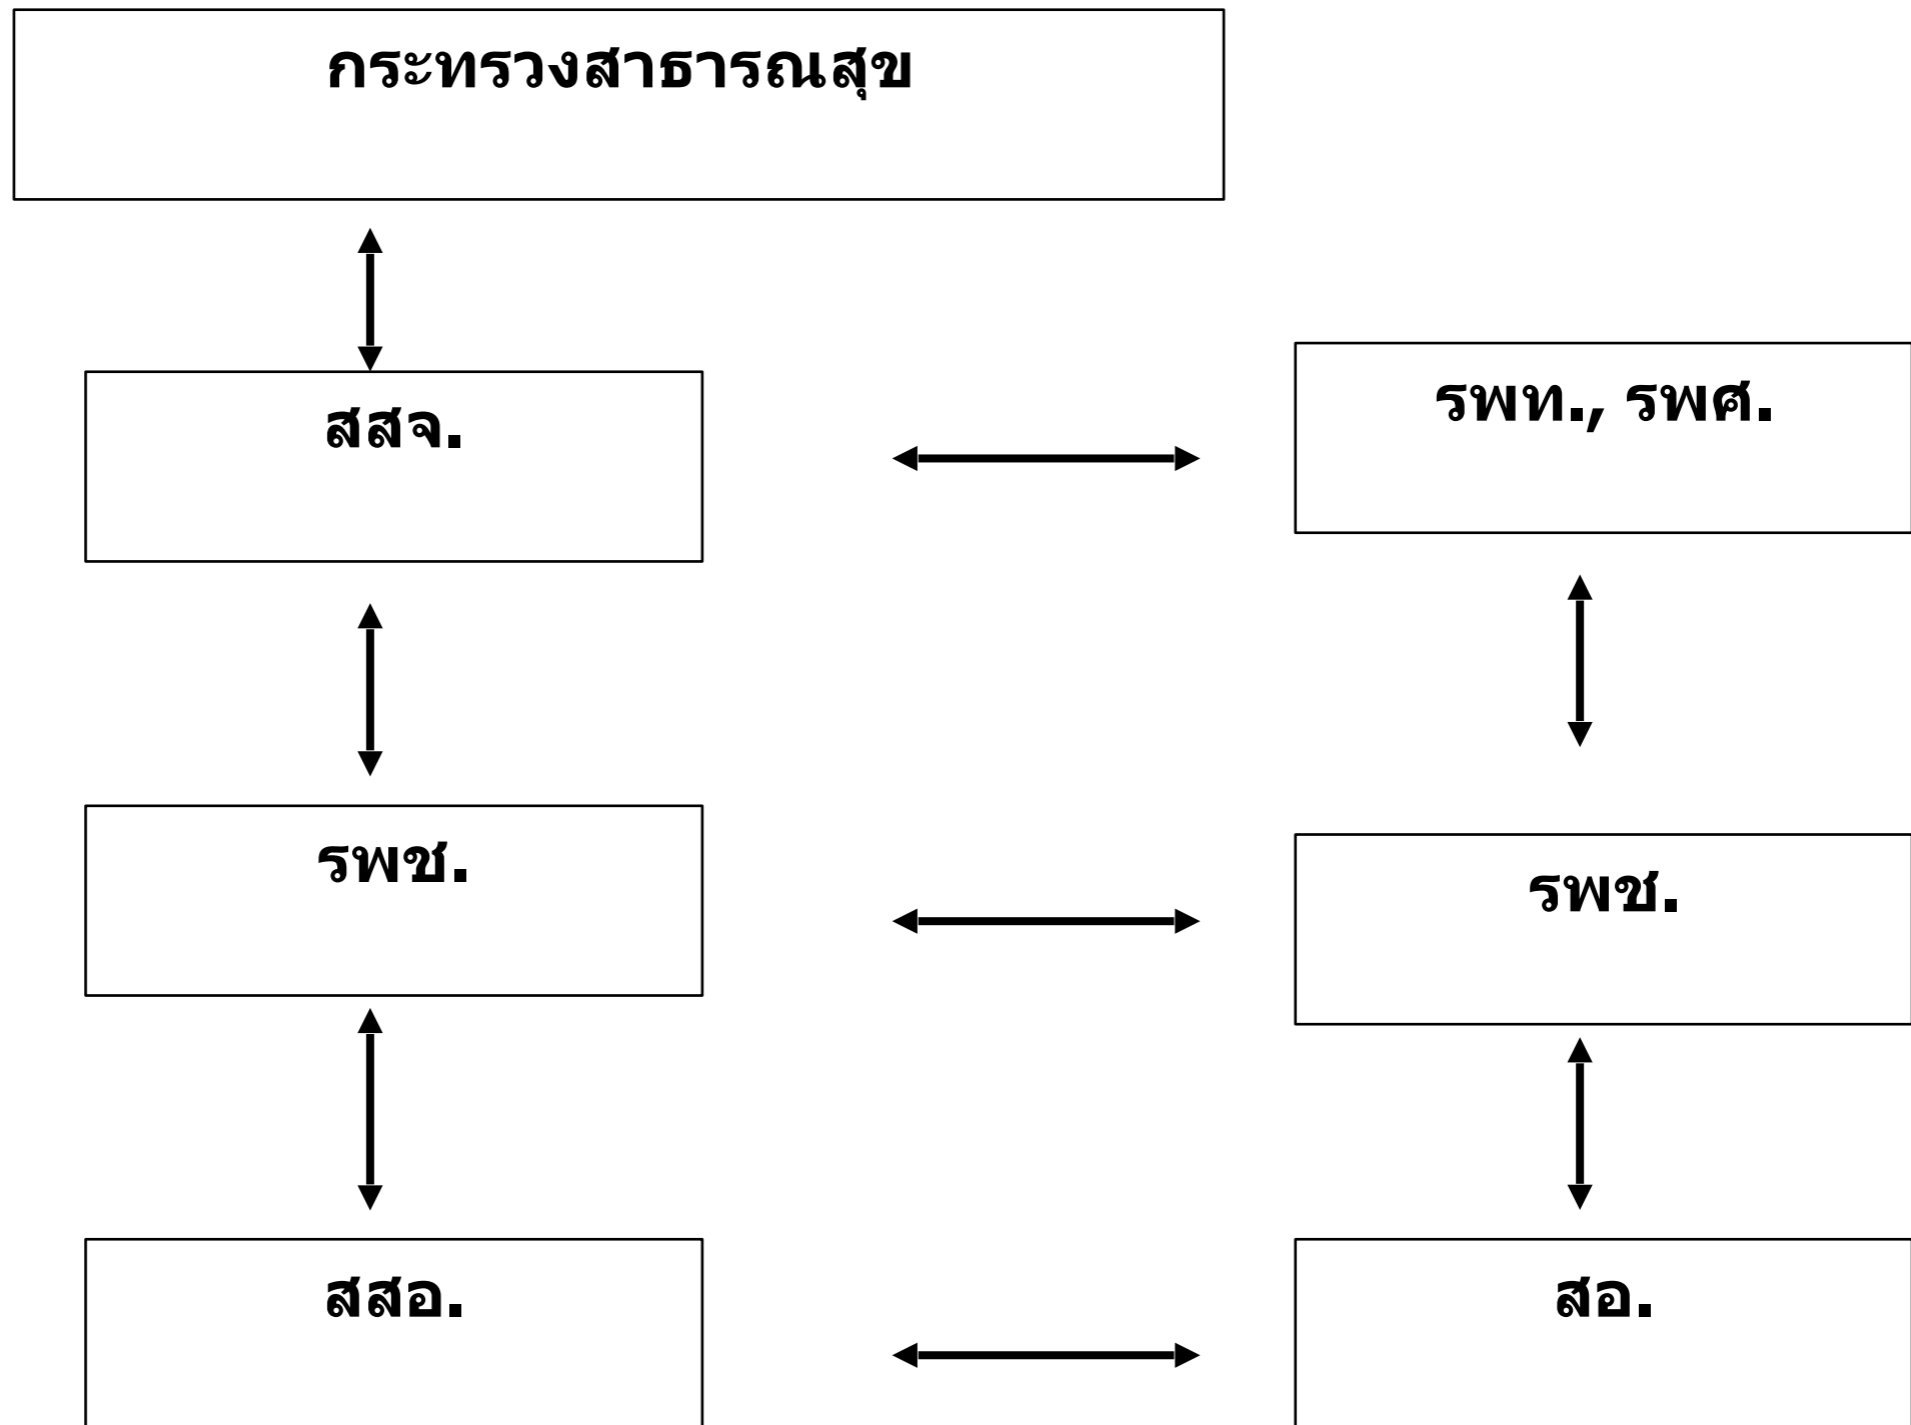 กระทรวงสาธารณสุข
สสจ.
รพท., รพศ.
รพช.
รพช.
สสอ.
สอ.